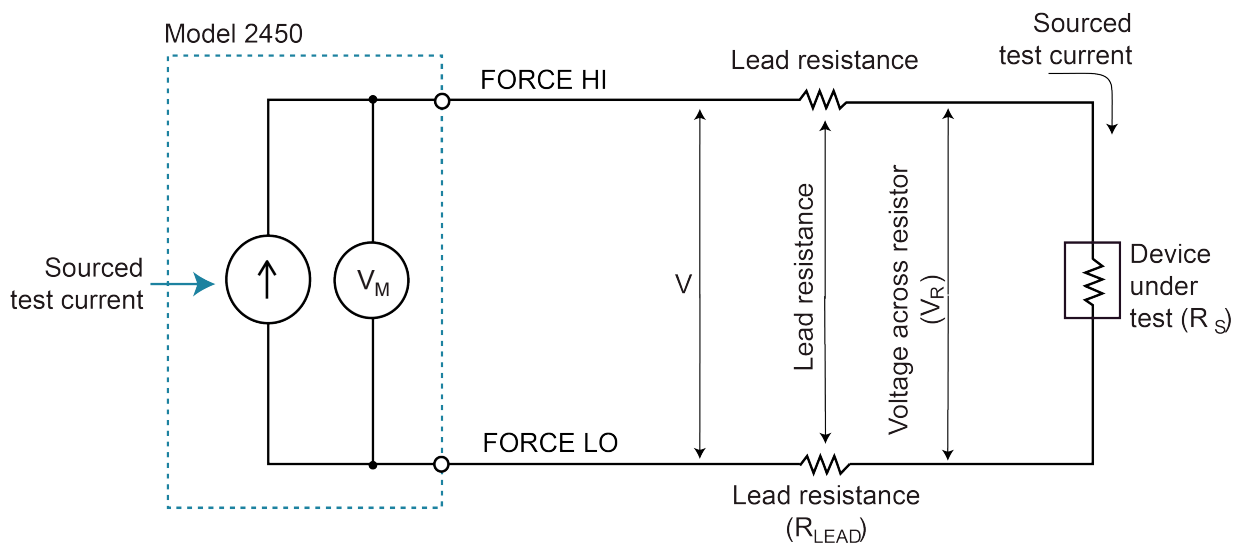 Model 2450
Sourced
test current
FORCE HI
Lead resistance
Sourced
test current
V_M
V
Lead resistance
Voltage across resistor
(V_R)
Device
under
test (R_S)
FORCE LO
Lead resistance
(R_LEAD)